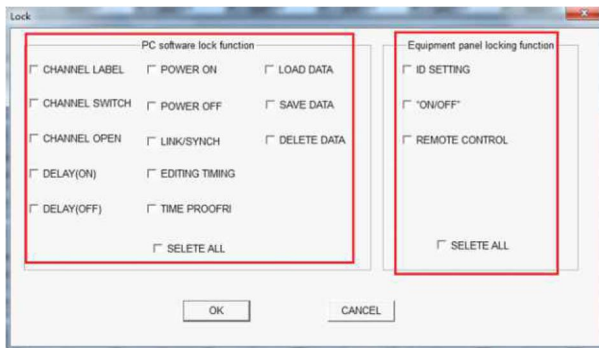 Lock
PC software lock function
CHANNEL LABEL POWER ON LOAD DATA
CHANNEL SWITCH POWER OFF SAVE DATA
CHANNEL OPEN LINK/SYNCH DELETE DATA
DELAY(ON) EDITING TIMING
DELAY(OFF) TIME PROOFRI
SELETE ALL
Equipment panel locking function
ID SETTING
"ON/OFF"
REMOTE CONTROL
SELETE ALL
OK CANCEL